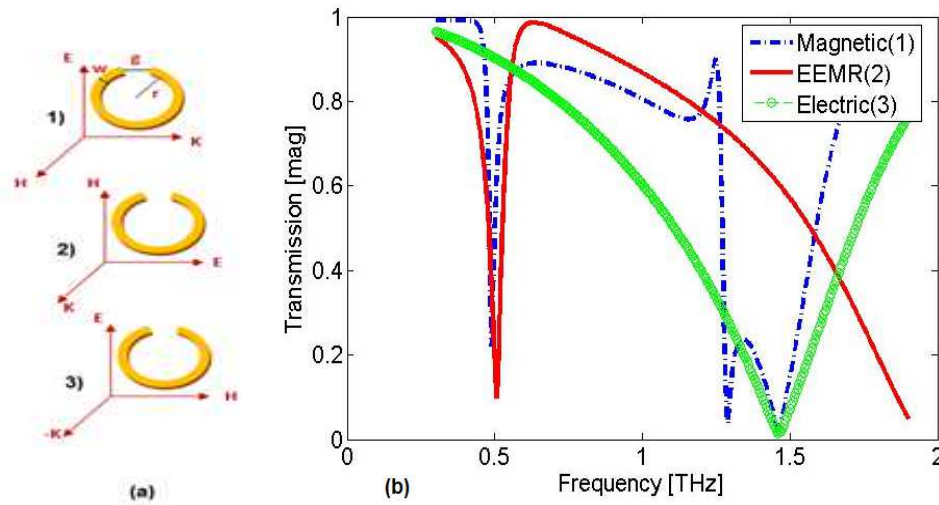 E
w
g
r
1)
K
H
H
2)
E
K
E
3)
H
-K
(a)
Transmission [mag]
1
0.8
0.6
0.4
0.2
0
0
0.5
1
1.5
2
Magnetic(1)
EEMR(2)
Electric(3)
(b)
Frequency [THz]